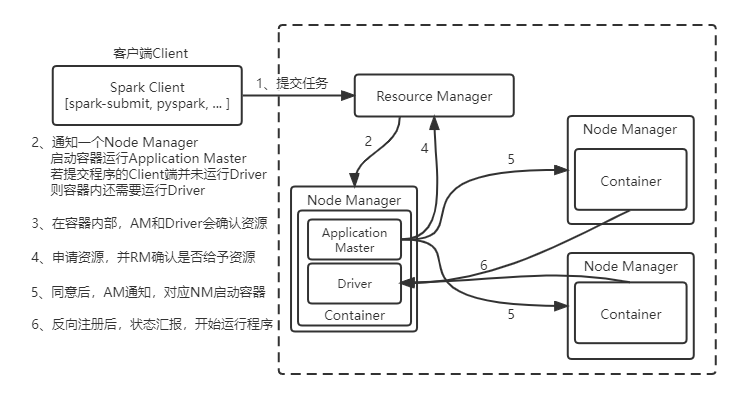 客户端Client
Spark Client
[spark-submit, pyspark, ... ]
1、提交任务
Resource Manager
2、通知一个Node Manager
启动容器运行Application Master
若提交程序的Client端并未运行Driver
则容器内还需要运行Driver
3、在容器内部，AM和Driver会确认资源
4、申请资源，并RM确认是否给予资源
5、同意后，AM通知，对应NM启动容器
6、反向注册后，状态汇报，开始运行程序
2
4
Node Manager
Application
Master
Driver
Container
5
Node Manager
Container
6
5
Node Manager
Container